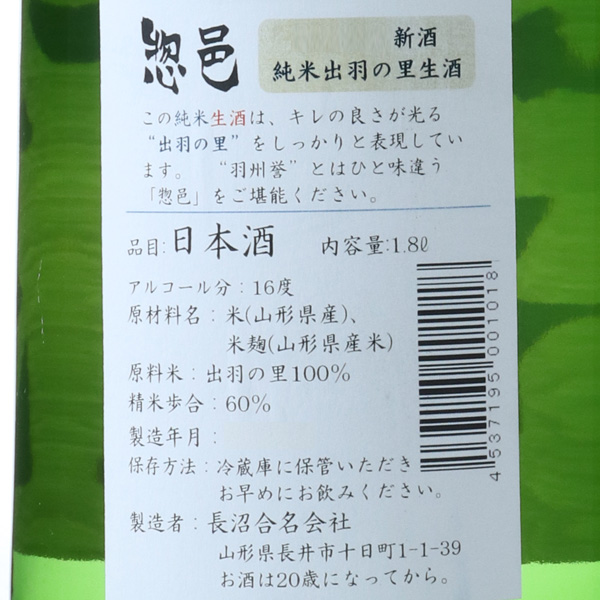 惣邑
新酒
純米出羽の里生酒
この純米生酒は、キレの良さが光る
“出羽の里”をしっかりと表現してい
ます。　“羽州誉”とはひと味違う
「惣邑」をご堪能ください。
品目:日本酒　内容量:1.8ℓ
アルコール分：16度
原材料名：米(山形県産)、
米麹(山形県産米)
原料米：出羽の里100%
精米歩合：60%
製造年月：
保存方法：冷蔵庫に保管いただき
お早めにお飲みください。
製造者：長沼合名会社
山形県長井市十日町1-1-39
お酒は20歳になってから。
4 537195 001018